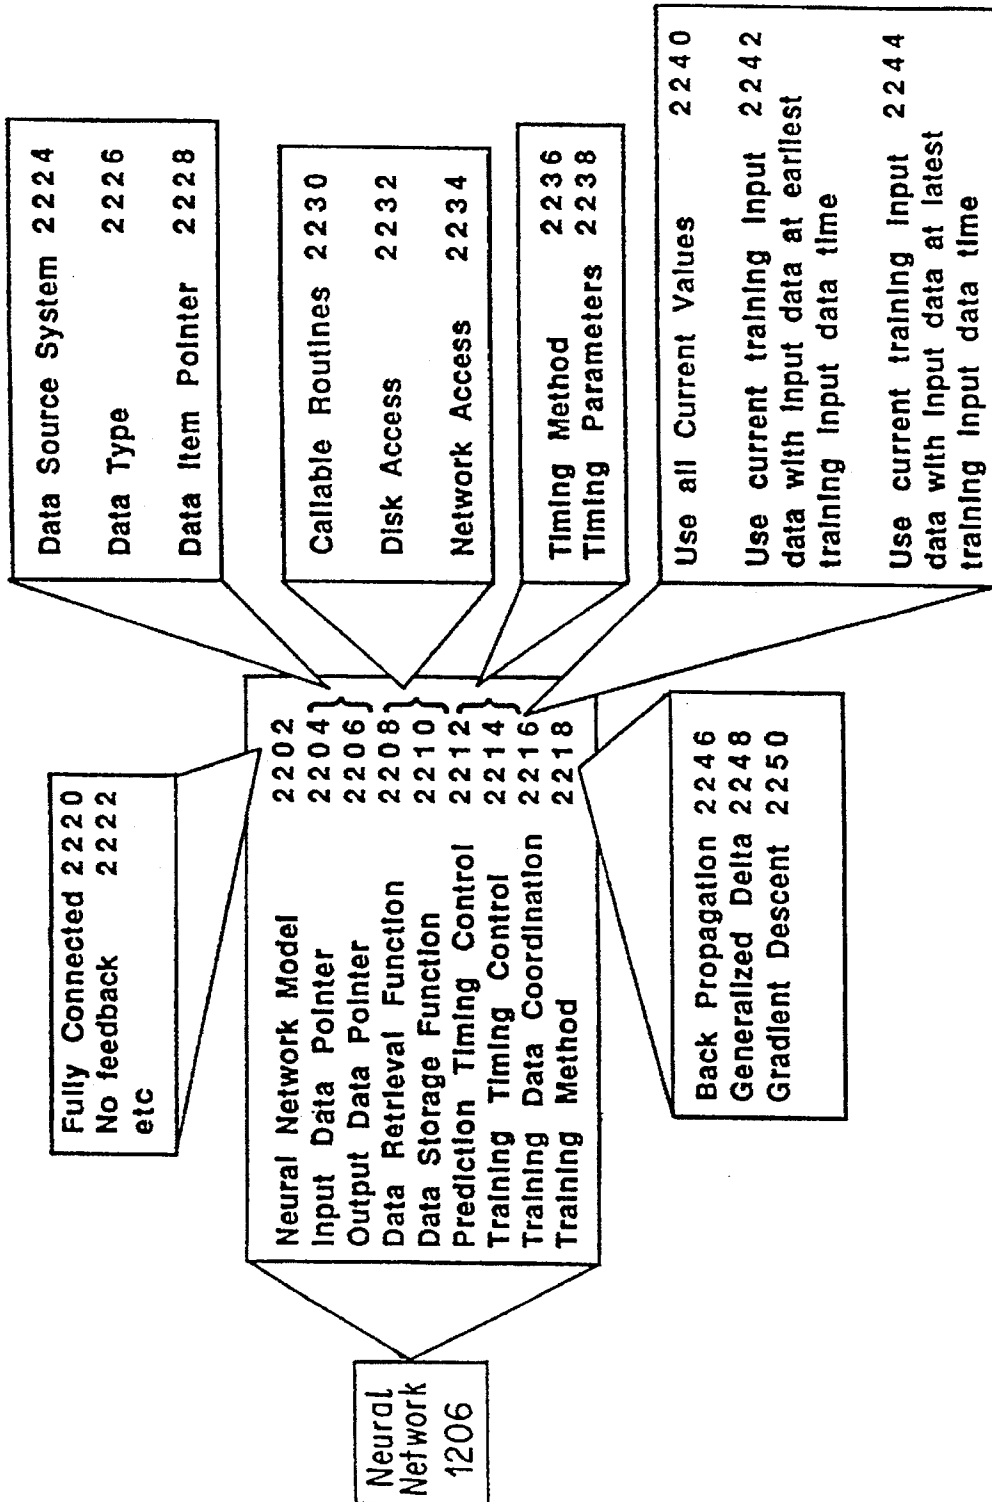 Neural
Network
1206
Neural Network Model 2202
Input Data Pointer 2204
Output Data Pointer 2206
Data Retrieval Function 2208
Data Storage Function 2210
Prediction Timing Control 2212
Training Timing Control 2214
Training Data Coordination 2216
Training Method 2218
Fully Connected 2220
No feedback 2222
etc
Data Source System 2224
Data Type 2226
Data Item Pointer 2228
Callable Routines 2230
Disk Access 2232
Network Access 2234
Timing Method 2236
Timing Parameters 2238
Use all Current Values 2240
Use current training Input 2242
data with Input data at earliest
training Input data time
Use current training Input 2244
data with Input data at latest
training Input data time
Back Propagation 2246
Generalized Delta 2248
Gradient Descent 2250